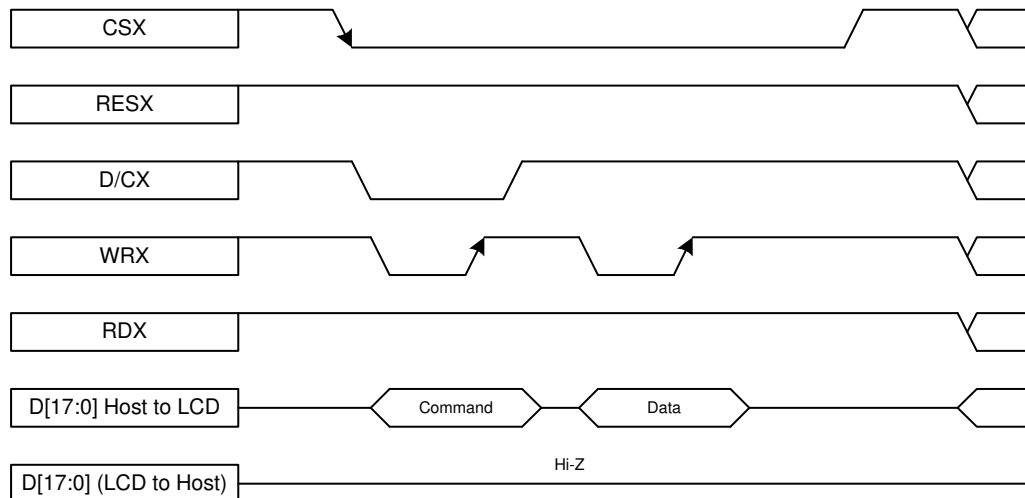 CSX
RESX
D/CX
WRX
RDX
D[17:0] Host to LCD
Command
Data
Hi-Z
D[17:0] (LCD to Host)